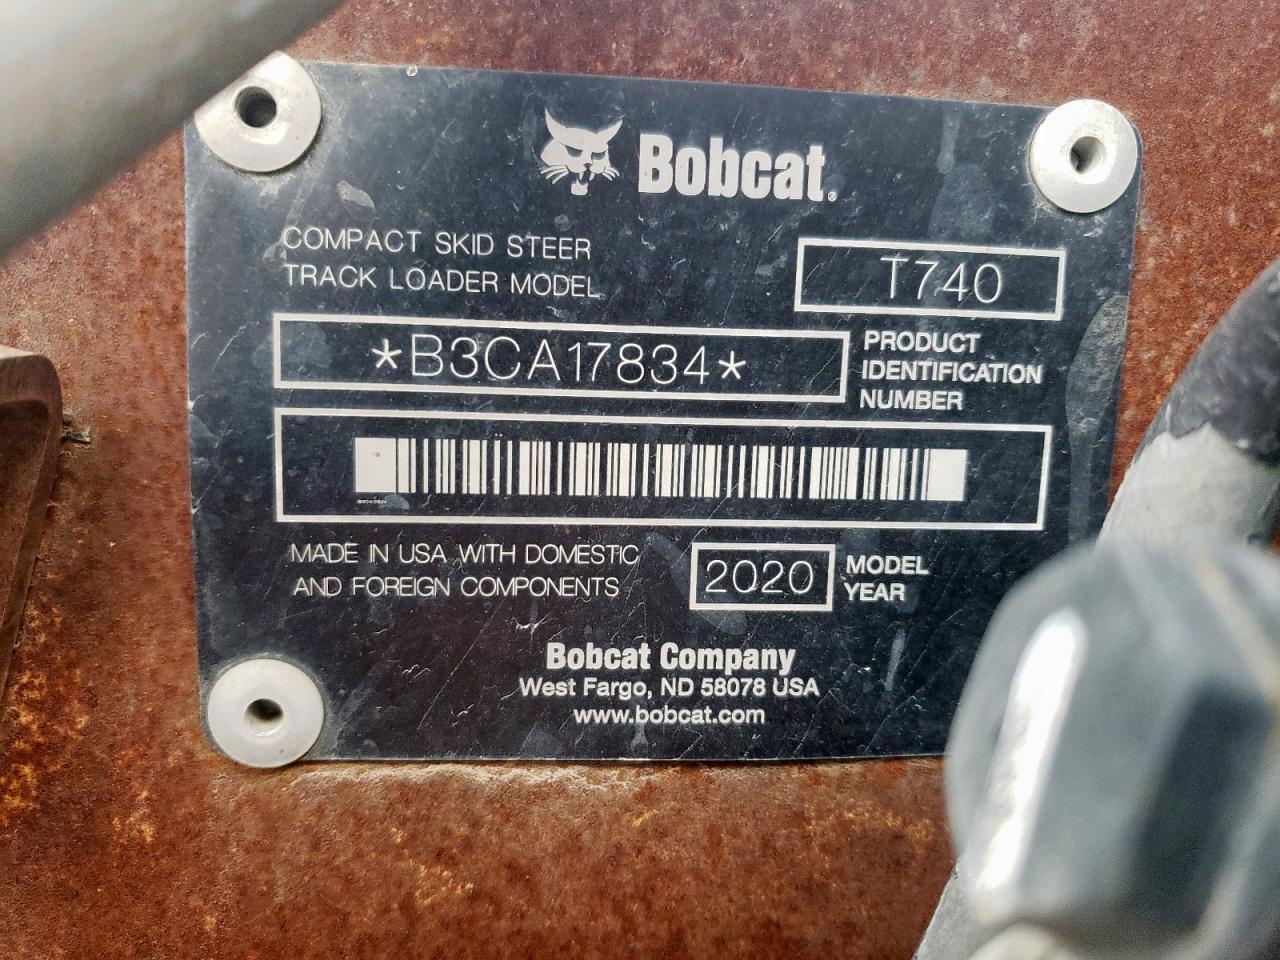 Bobcat®
COMPACT SKID STEER
TRACK LOADER MODEL
T740
*B3CA17834*
PRODUCT
IDENTIFICATION
NUMBER
MADE IN USA WITH DOMESTIC
AND FOREIGN COMPONENTS
2020
MODEL
YEAR
Bobcat Company
West Fargo, ND 58078 USA
www.bobcat.com